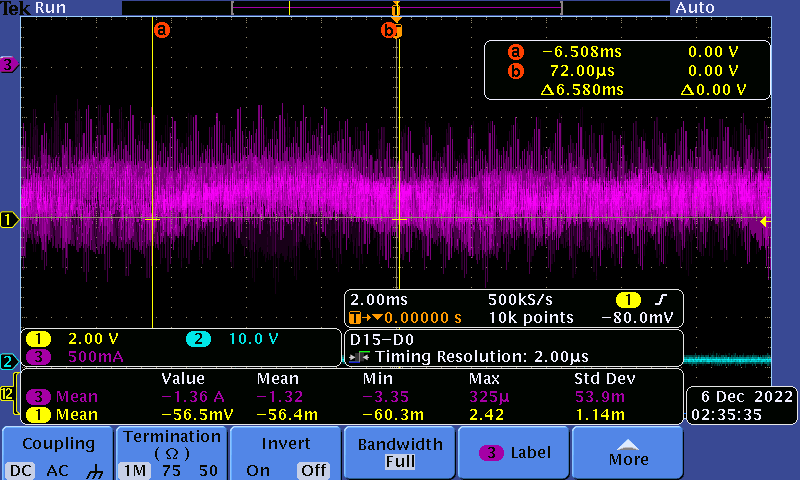 Tek Run Auto
T
a b T
a −6.508ms 0.00 V
b 72.00µs 0.00 V
Δ6.580ms Δ0.00 V
3
1
2.00ms 500kS/s 1
T→▼0.00000 s 10k points −80.0mV
1 2.00 V 2 10.0 V
3 500mA
D15−D0
Timing Resolution: 2.00µs
2
12
Value Mean Min Max Std Dev
3 Mean −1.36 A −1.32 −3.35 325µ 53.9m
1 Mean −56.5mV −56.4m −60.3m 2.42 1.14m
6 Dec 2022
02:35:35
Coupling
DC AC
Termination
(Ω)
1M 75 50
Invert
On Off
Bandwidth
Full
3 Label
More